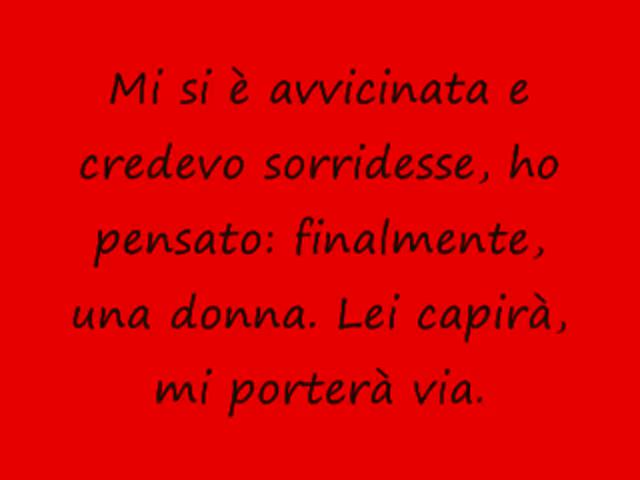 Mi si è avvicinata e
credevo sorridesse, ho
pensato: finalmente,
una donna. Lei capirà,
mi porterà via.